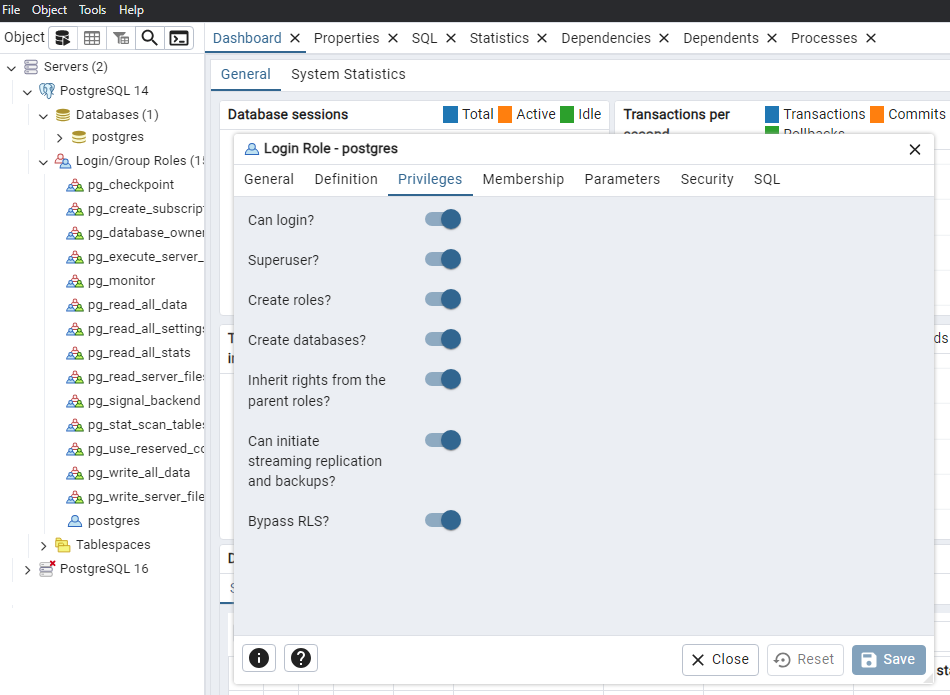 File Object Tools Help
Object
Dashboard Properties SQL Statistics Dependencies Dependents Processes
Servers (2)
PostgreSQL 14
Databases (1)
postgres
Login/Group Roles (15
pg_checkpoint
pg_create_subscrip
pg_database_owne
pg_execute_server_
pg_monitor
pg_read_all_data
pg_read_all_settings
pg_read_all_stats
pg_read_server_files
pg_signal_backend
pg_stat_scan_tables
pg_use_reserved_co
pg_write_all_data
pg_write_server_file
postgres
Tablespaces
PostgreSQL 16
General System Statistics
Database sessions Total Active Idle
Transactions per second Transactions Commits
Rollbacks
Login Role - postgres
General Definition Privileges Membership Parameters Security SQL
Can login?
Superuser?
Create roles?
Create databases?
Inherit rights from the
parent roles?
Can initiate
streaming replication
and backups?
Bypass RLS?
Close Reset Save